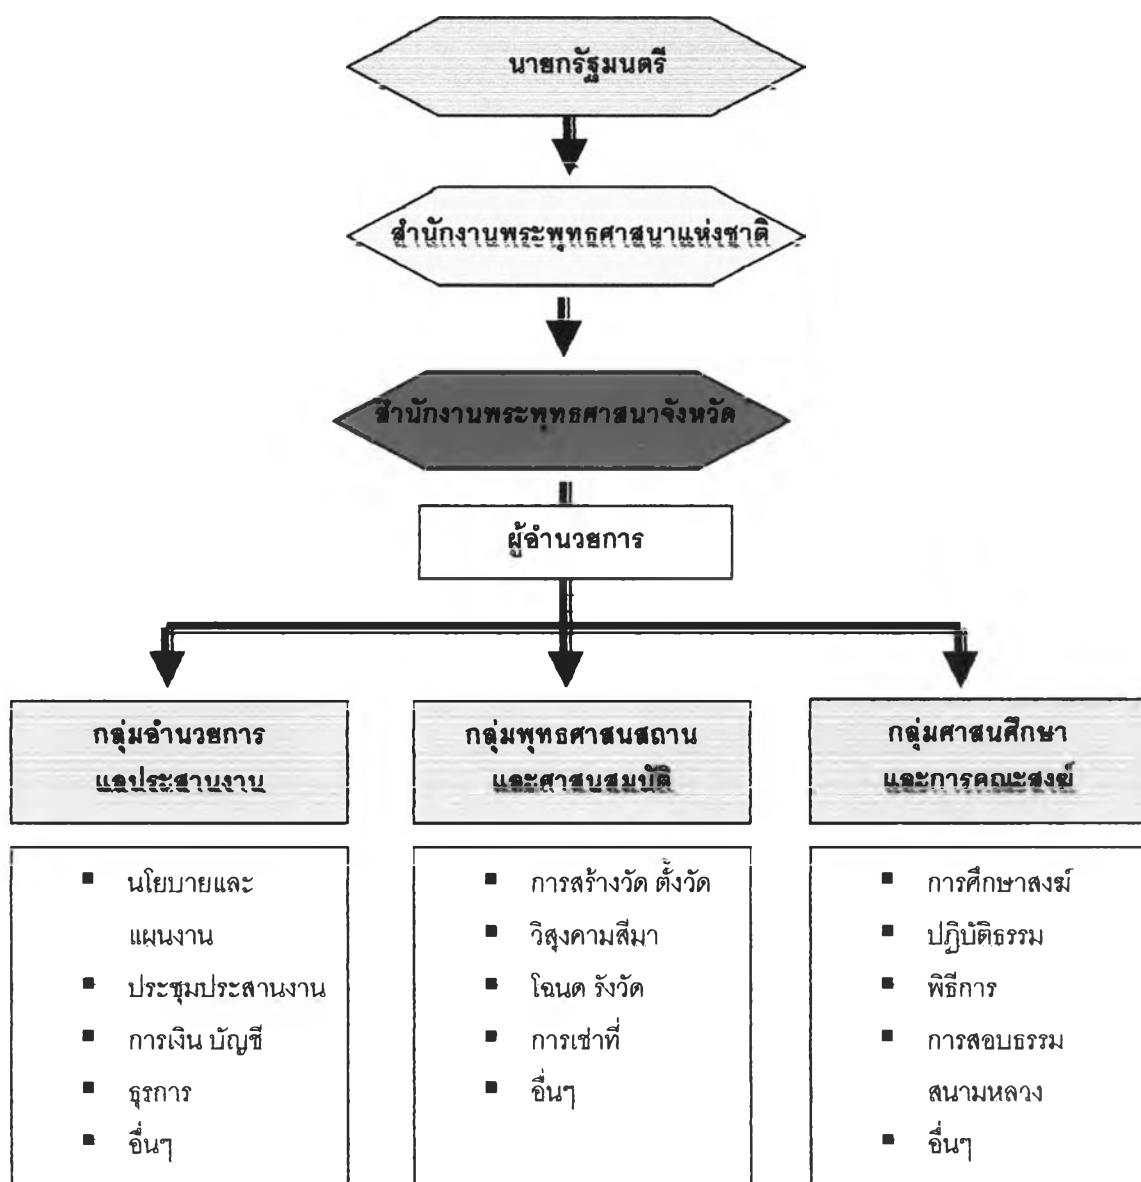 นายกรัฐมนตรี
สำนักงานพระพุทธศาสนาแห่งชาติ
สำนักงานพระพุทธศาสนาจังหวัด
ผู้อำนวยการ
กลุ่มอำนวยการ
แลประสานงาน
กลุ่มพุทธศาสนสถาน
และศาสนสมบัติ
กลุ่มศาสนศึกษา
และการคณะสงฆ์
▪ นโยบายและ
แผนงาน
▪ ประชุมประสานงาน
▪ การเงิน บัญชี
▪ ธุรการ
▪ อื่นๆ
▪ การสร้างวัด ตั้งวัด
▪ วิสุงคามสีมา
▪ โฉนด รังวัด
▪ การเช่าที่
▪ อื่นๆ
▪ การศึกษาสงฆ์
▪ ปฏิบัติธรรม
▪ พิธีการ
▪ การสอบธรรม
สนามหลวง
▪ อื่นๆ